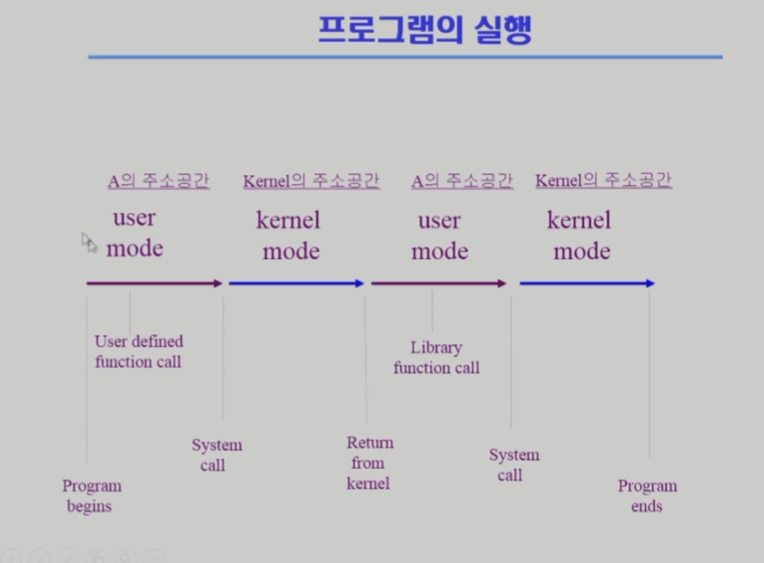 프로그램의 실행
A의 주소공간 Kernel의 주소공간 A의 주소공간 Kernel의 주소공간
user kernel user kernel
mode mode mode mode
User defined
function call
Library
function call
System
call
Return
from
kernel
System
call
Program
begins
Program
ends